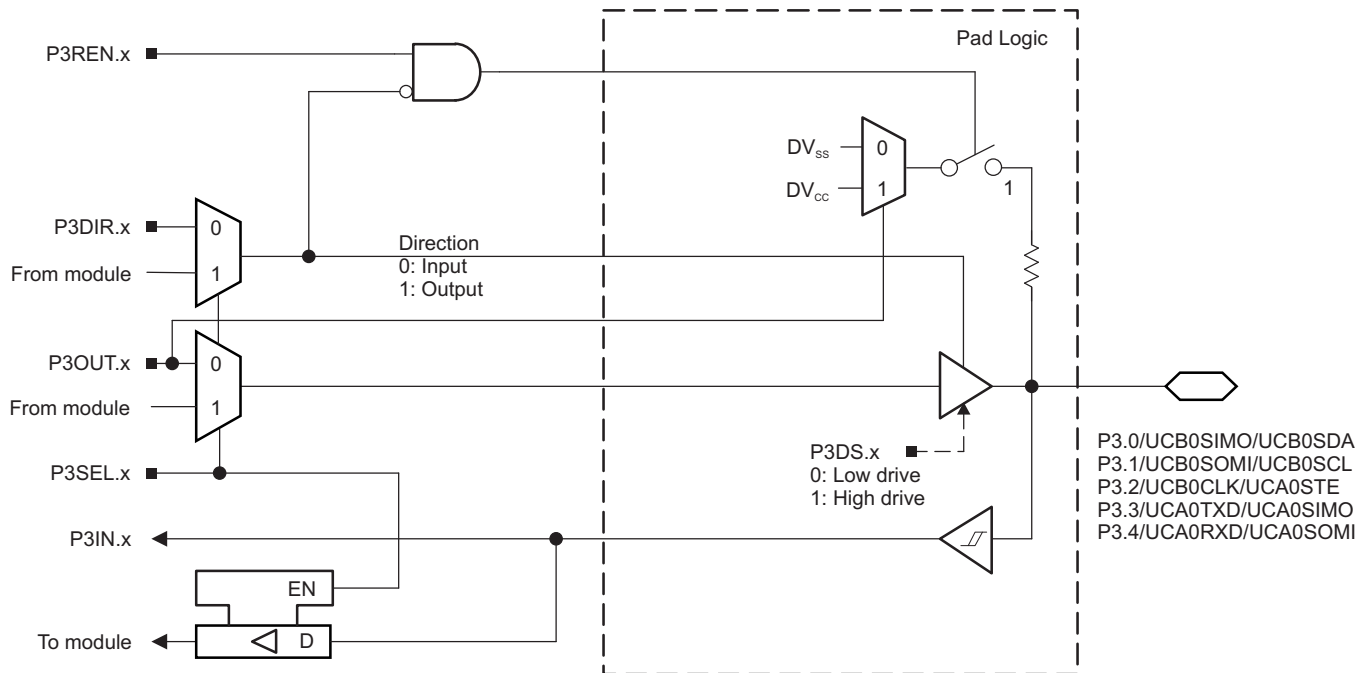 P3REN.x
Pad Logic
DVSS
0
DVCC
1
1
P3DIR.x
0
From module
1
Direction
0: Input
1: Output
P3OUT.x
0
From module
1
P3SEL.x
P3DS.x
0: Low drive
1: High drive
P3.0/UCB0SIMO/UCB0SDA
P3.1/UCB0SOMI/UCB0SCL
P3.2/UCB0CLK/UCA0STE
P3.3/UCA0TXD/UCA0SIMO
P3.4/UCA0RXD/UCA0SOMI
P3IN.x
EN
To module
D